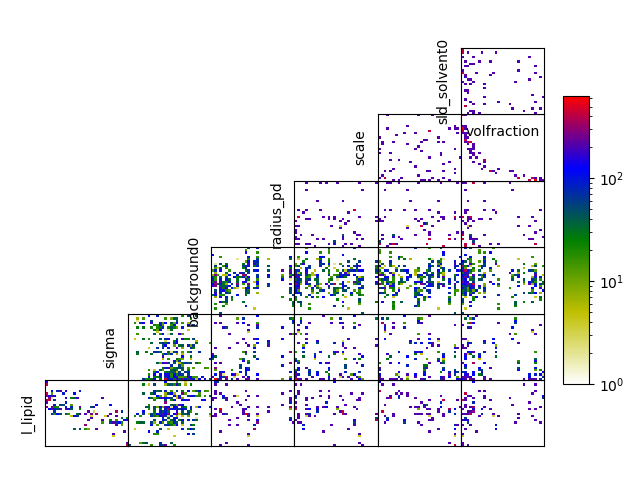 sld_solvent0
volfraction
scale
radius_pd
background0
sigma
l_lipid
10²
10¹
10⁰